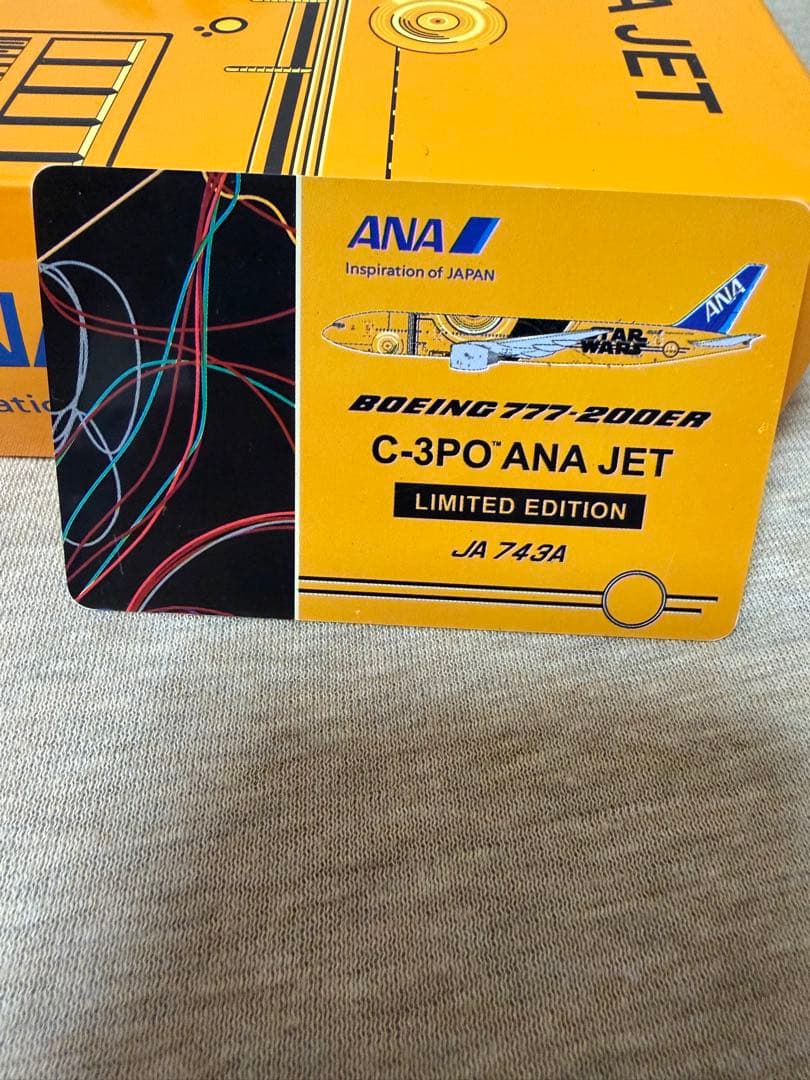 A JET
ANA
Inspiration of JAPAN
ANA
STAR
WARS
BOEING 777-200ER
C-3PO™ ANA JET
LIMITED EDITION
JA 743A